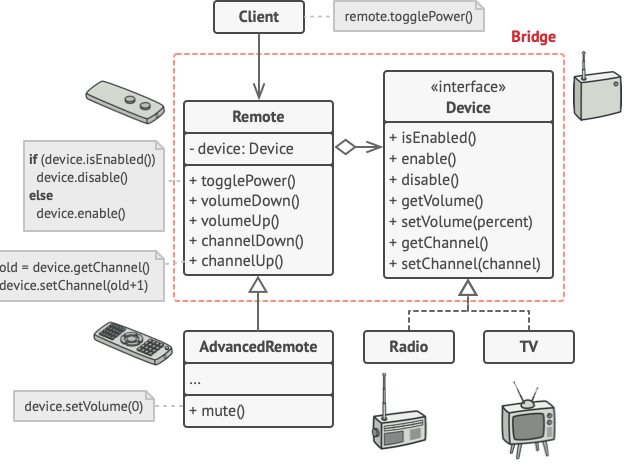 Client
remote.togglePower()
Bridge
«interface»
Device
+ isEnabled()
+ enable()
+ disable()
+ getVolume()
+ setVolume(percent)
+ getChannel()
+ setChannel(channel)
Remote
- device: Device
+ togglePower()
+ volumeDown()
+ volumeUp()
+ channelDown()
+ channelUp()
if (device.isEnabled())
device.disable()
else
device.enable()
old = device.getChannel()
device.setChannel(old+1)
AdvancedRemote
...
+ mute()
device.setVolume(0)
Radio
TV